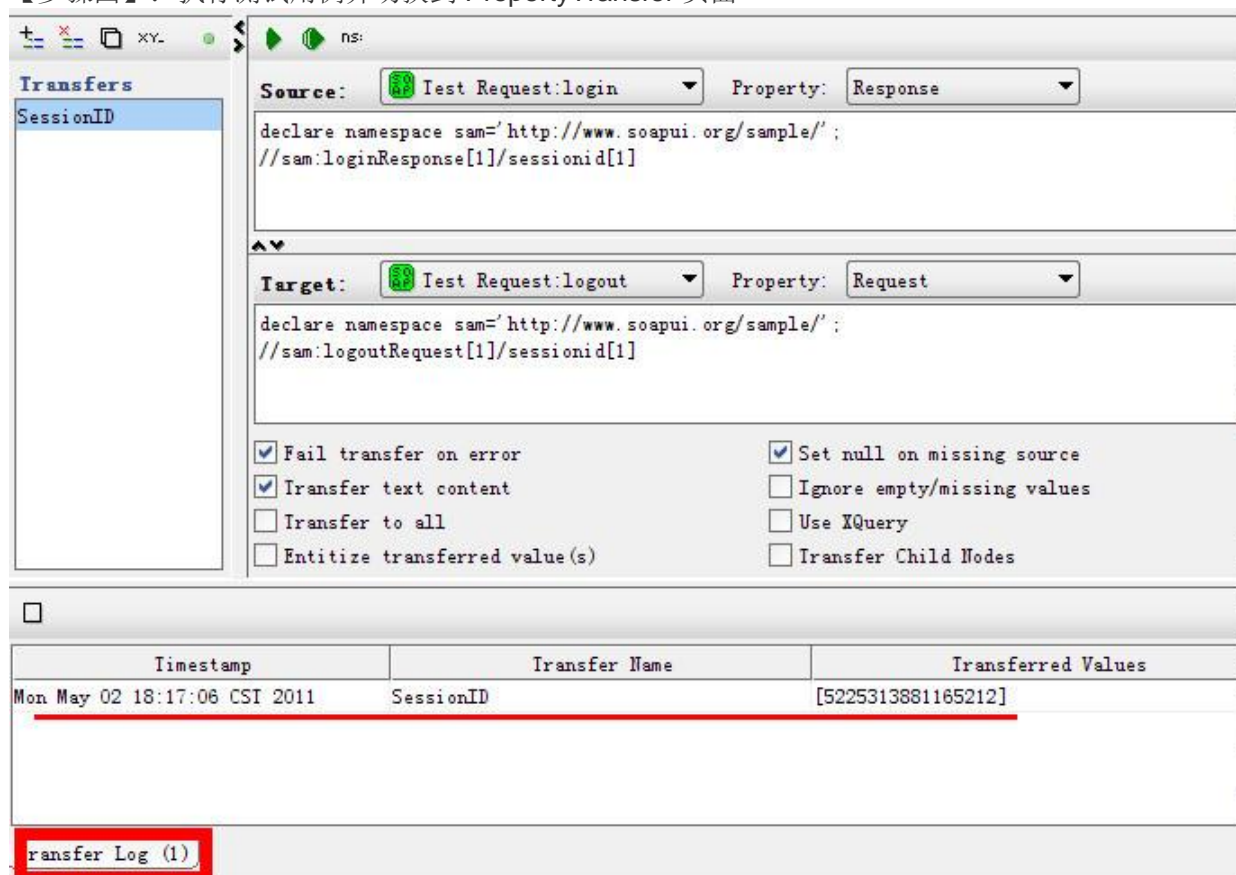 XY-
ns:
Transfers
SessionID
Source: Test Request:login Property: Response
declare namespace sam='http://www.soapui.org/sample/';
//sam:loginResponse[1]/sessionid[1]
Target: Test Request:logout Property: Request
declare namespace sam='http://www.soapui.org/sample/';
//sam:logoutRequest[1]/sessionid[1]
Fail transfer on error Set null on missing source
Transfer text content Ignore empty/missing values
Transfer to all Use XQuery
Entitize transferred value(s) Transfer Child Nodes
Timestamp Transfer Name Transferred Values
Mon May 02 18:17:06 CST 2011 SessionID [5225313881165212]
ransfer Log (1)